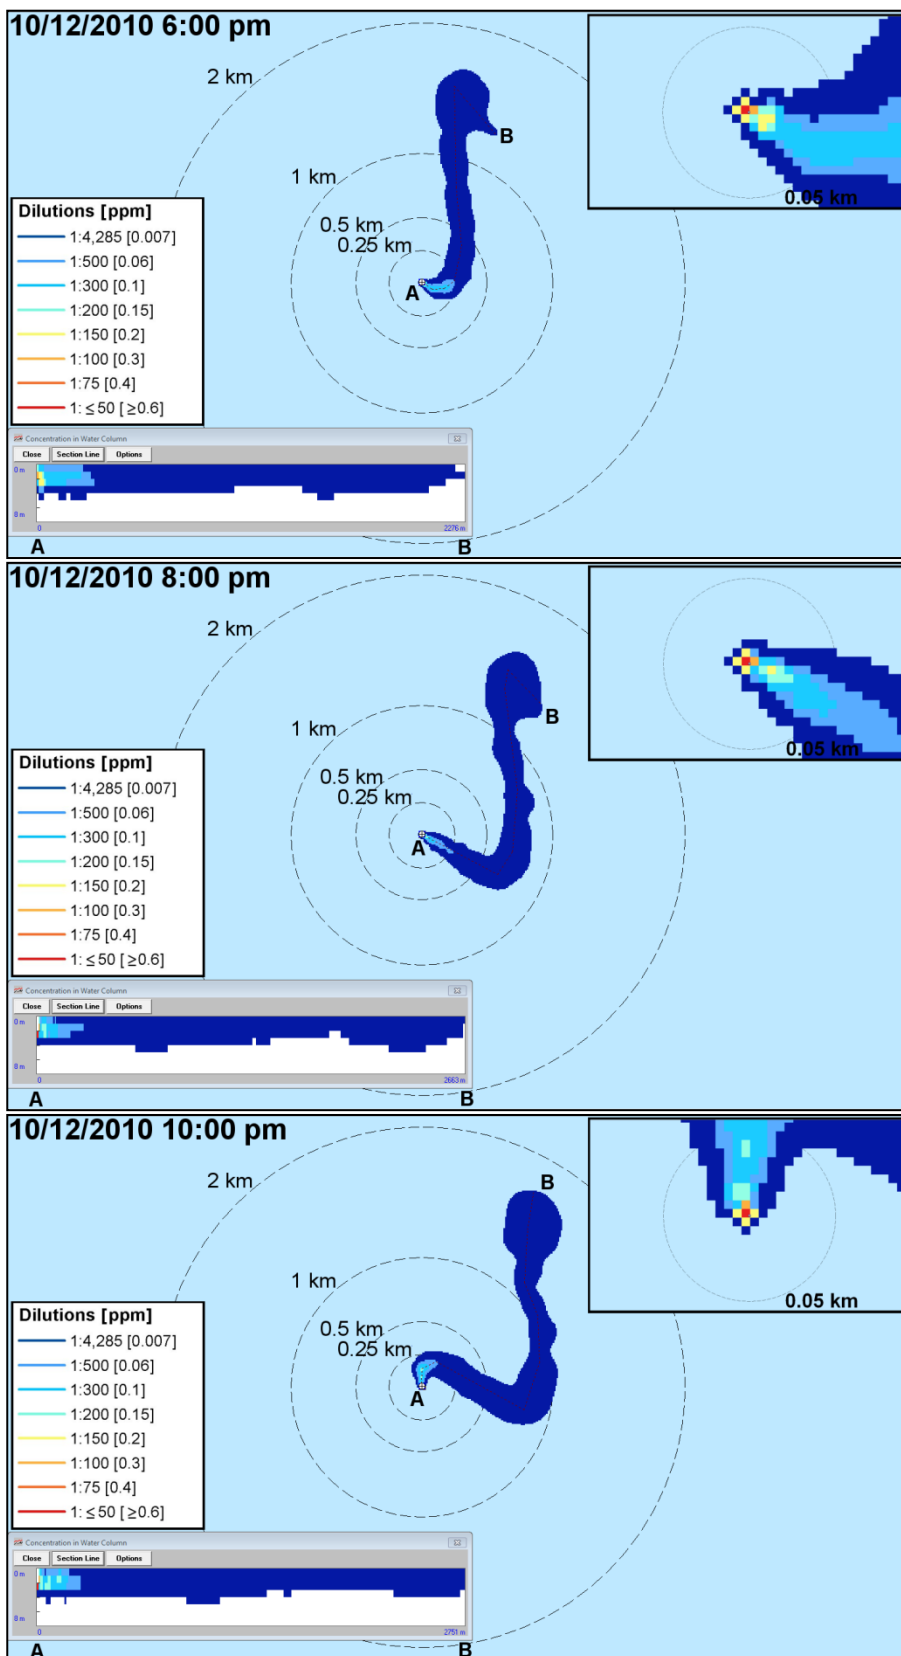 10/12/2010 6:00 pm
2 km
B
1 km
0.05 km
0.5 km
0.25 km
A
Dilutions [ppm]
1:4,285 [0.007]
1:500 [0.06]
1:300 [0.1]
1:200 [0.15]
1:150 [0.2]
1:100 [0.3]
1:75 [0.4]
1: ≤ 50 [≥0.6]
Concentration in Water Column
Close Section Line Options
0 m
8 m
0 2276 m
A B
10/12/2010 8:00 pm
2 km
B
1 km
0.05 km
0.5 km
0.25 km
A
Dilutions [ppm]
1:4,285 [0.007]
1:500 [0.06]
1:300 [0.1]
1:200 [0.15]
1:150 [0.2]
1:100 [0.3]
1:75 [0.4]
1: ≤ 50 [≥0.6]
Concentration in Water Column
Close Section Line Options
0 m
8 m
0 2663 m
A B
10/12/2010 10:00 pm
2 km
B
1 km
0.05 km
0.5 km
0.25 km
A
Dilutions [ppm]
1:4,285 [0.007]
1:500 [0.06]
1:300 [0.1]
1:200 [0.15]
1:150 [0.2]
1:100 [0.3]
1:75 [0.4]
1: ≤ 50 [≥0.6]
Concentration in Water Column
Close Section Line Options
0 m
8 m
0 2751 m
A B